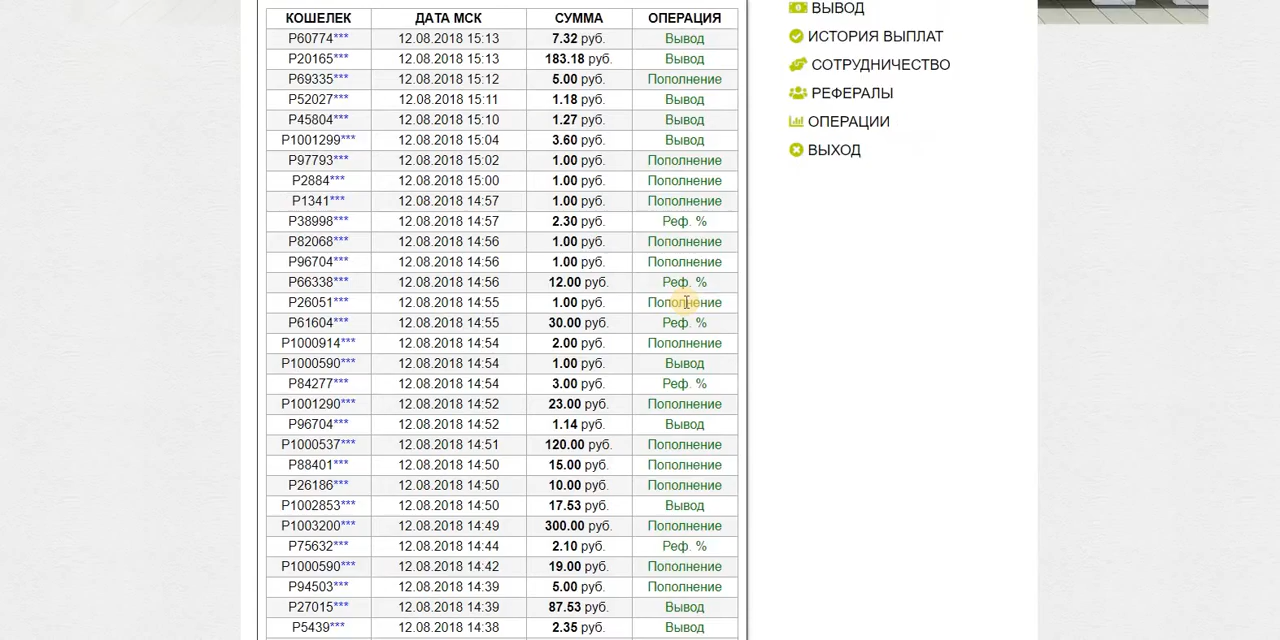 КОШЕЛЕК ДАТА МСК СУММА ОПЕРАЦИЯ
P60774*** 12.08.2018 15:13 7.32 руб. Вывод
P20165*** 12.08.2018 15:13 183.18 руб. Вывод
P69335*** 12.08.2018 15:12 5.00 руб. Пополнение
P52027*** 12.08.2018 15:11 1.18 руб. Вывод
P45804*** 12.08.2018 15:10 1.27 руб. Вывод
P1001299*** 12.08.2018 15:04 3.60 руб. Вывод
P97793*** 12.08.2018 15:02 1.00 руб. Пополнение
P2884*** 12.08.2018 15:00 1.00 руб. Пополнение
P1341*** 12.08.2018 14:57 1.00 руб. Пополнение
P38998*** 12.08.2018 14:57 2.30 руб. Реф. %
P82068*** 12.08.2018 14:56 1.00 руб. Пополнение
P96704*** 12.08.2018 14:56 1.00 руб. Пополнение
P66338*** 12.08.2018 14:56 12.00 руб. Реф. %
P26051*** 12.08.2018 14:55 1.00 руб. Пополнение
P61604*** 12.08.2018 14:55 30.00 руб. Реф. %
P1000914*** 12.08.2018 14:54 2.00 руб. Пополнение
P1000590*** 12.08.2018 14:54 1.00 руб. Вывод
P84277*** 12.08.2018 14:54 3.00 руб. Реф. %
P1001290*** 12.08.2018 14:52 23.00 руб. Пополнение
P96704*** 12.08.2018 14:52 1.14 руб. Вывод
P1000537*** 12.08.2018 14:51 120.00 руб. Пополнение
P88401*** 12.08.2018 14:50 15.00 руб. Пополнение
P26186*** 12.08.2018 14:50 10.00 руб. Пополнение
P1002853*** 12.08.2018 14:50 17.53 руб. Вывод
P1003200*** 12.08.2018 14:49 300.00 руб. Пополнение
P75632*** 12.08.2018 14:44 2.10 руб. Реф. %
P1000590*** 12.08.2018 14:42 19.00 руб. Пополнение
P94503*** 12.08.2018 14:39 5.00 руб. Пополнение
P27015*** 12.08.2018 14:39 87.53 руб. Вывод
P5439*** 12.08.2018 14:38 2.35 руб. Вывод
ВЫВОД
ИСТОРИЯ ВЫПЛАТ
СОТРУДНИЧЕСТВО
РЕФЕРАЛЫ
ОПЕРАЦИИ
ВЫХОД